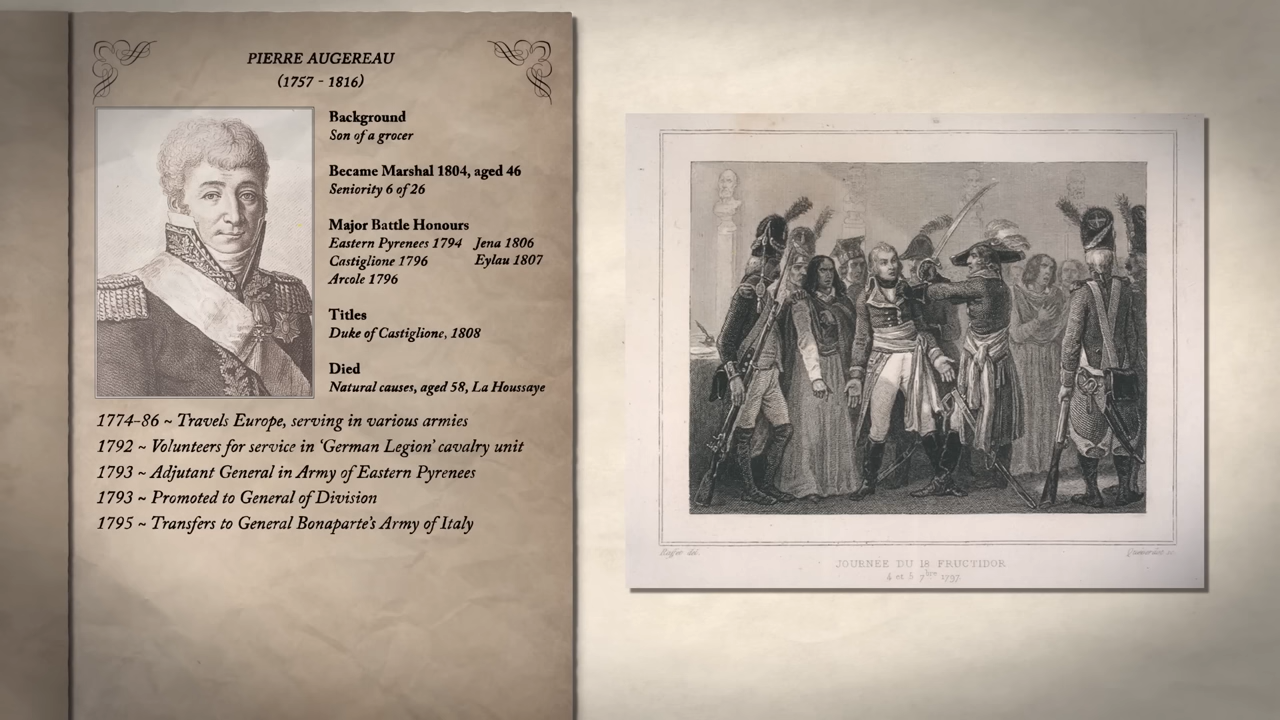 PIERRE AUGEREAU
(1757 - 1816)
Background
Son of a grocer
Became Marshal 1804, aged 46
Seniority 6 of 26
Major Battle Honours
Eastern Pyrenees 1794 Jena 1806
Castiglione 1796 Eylau 1807
Arcole 1796
Titles
Duke of Castiglione, 1808
Died
Natural causes, aged 58, La Houssaye
1774-86 ~ Travels Europe, serving in various armies
1792 ~ Volunteers for service in ‘German Legion’ cavalry unit
1793 ~ Adjutant General in Army of Eastern Pyrenees
1793 ~ Promoted to General of Division
1795 ~ Transfers to General Bonaparte’s Army of Italy
Raffet del.
JOURNÉE DU 18 FRUCTIDOR
4 et 5 7bre 1797